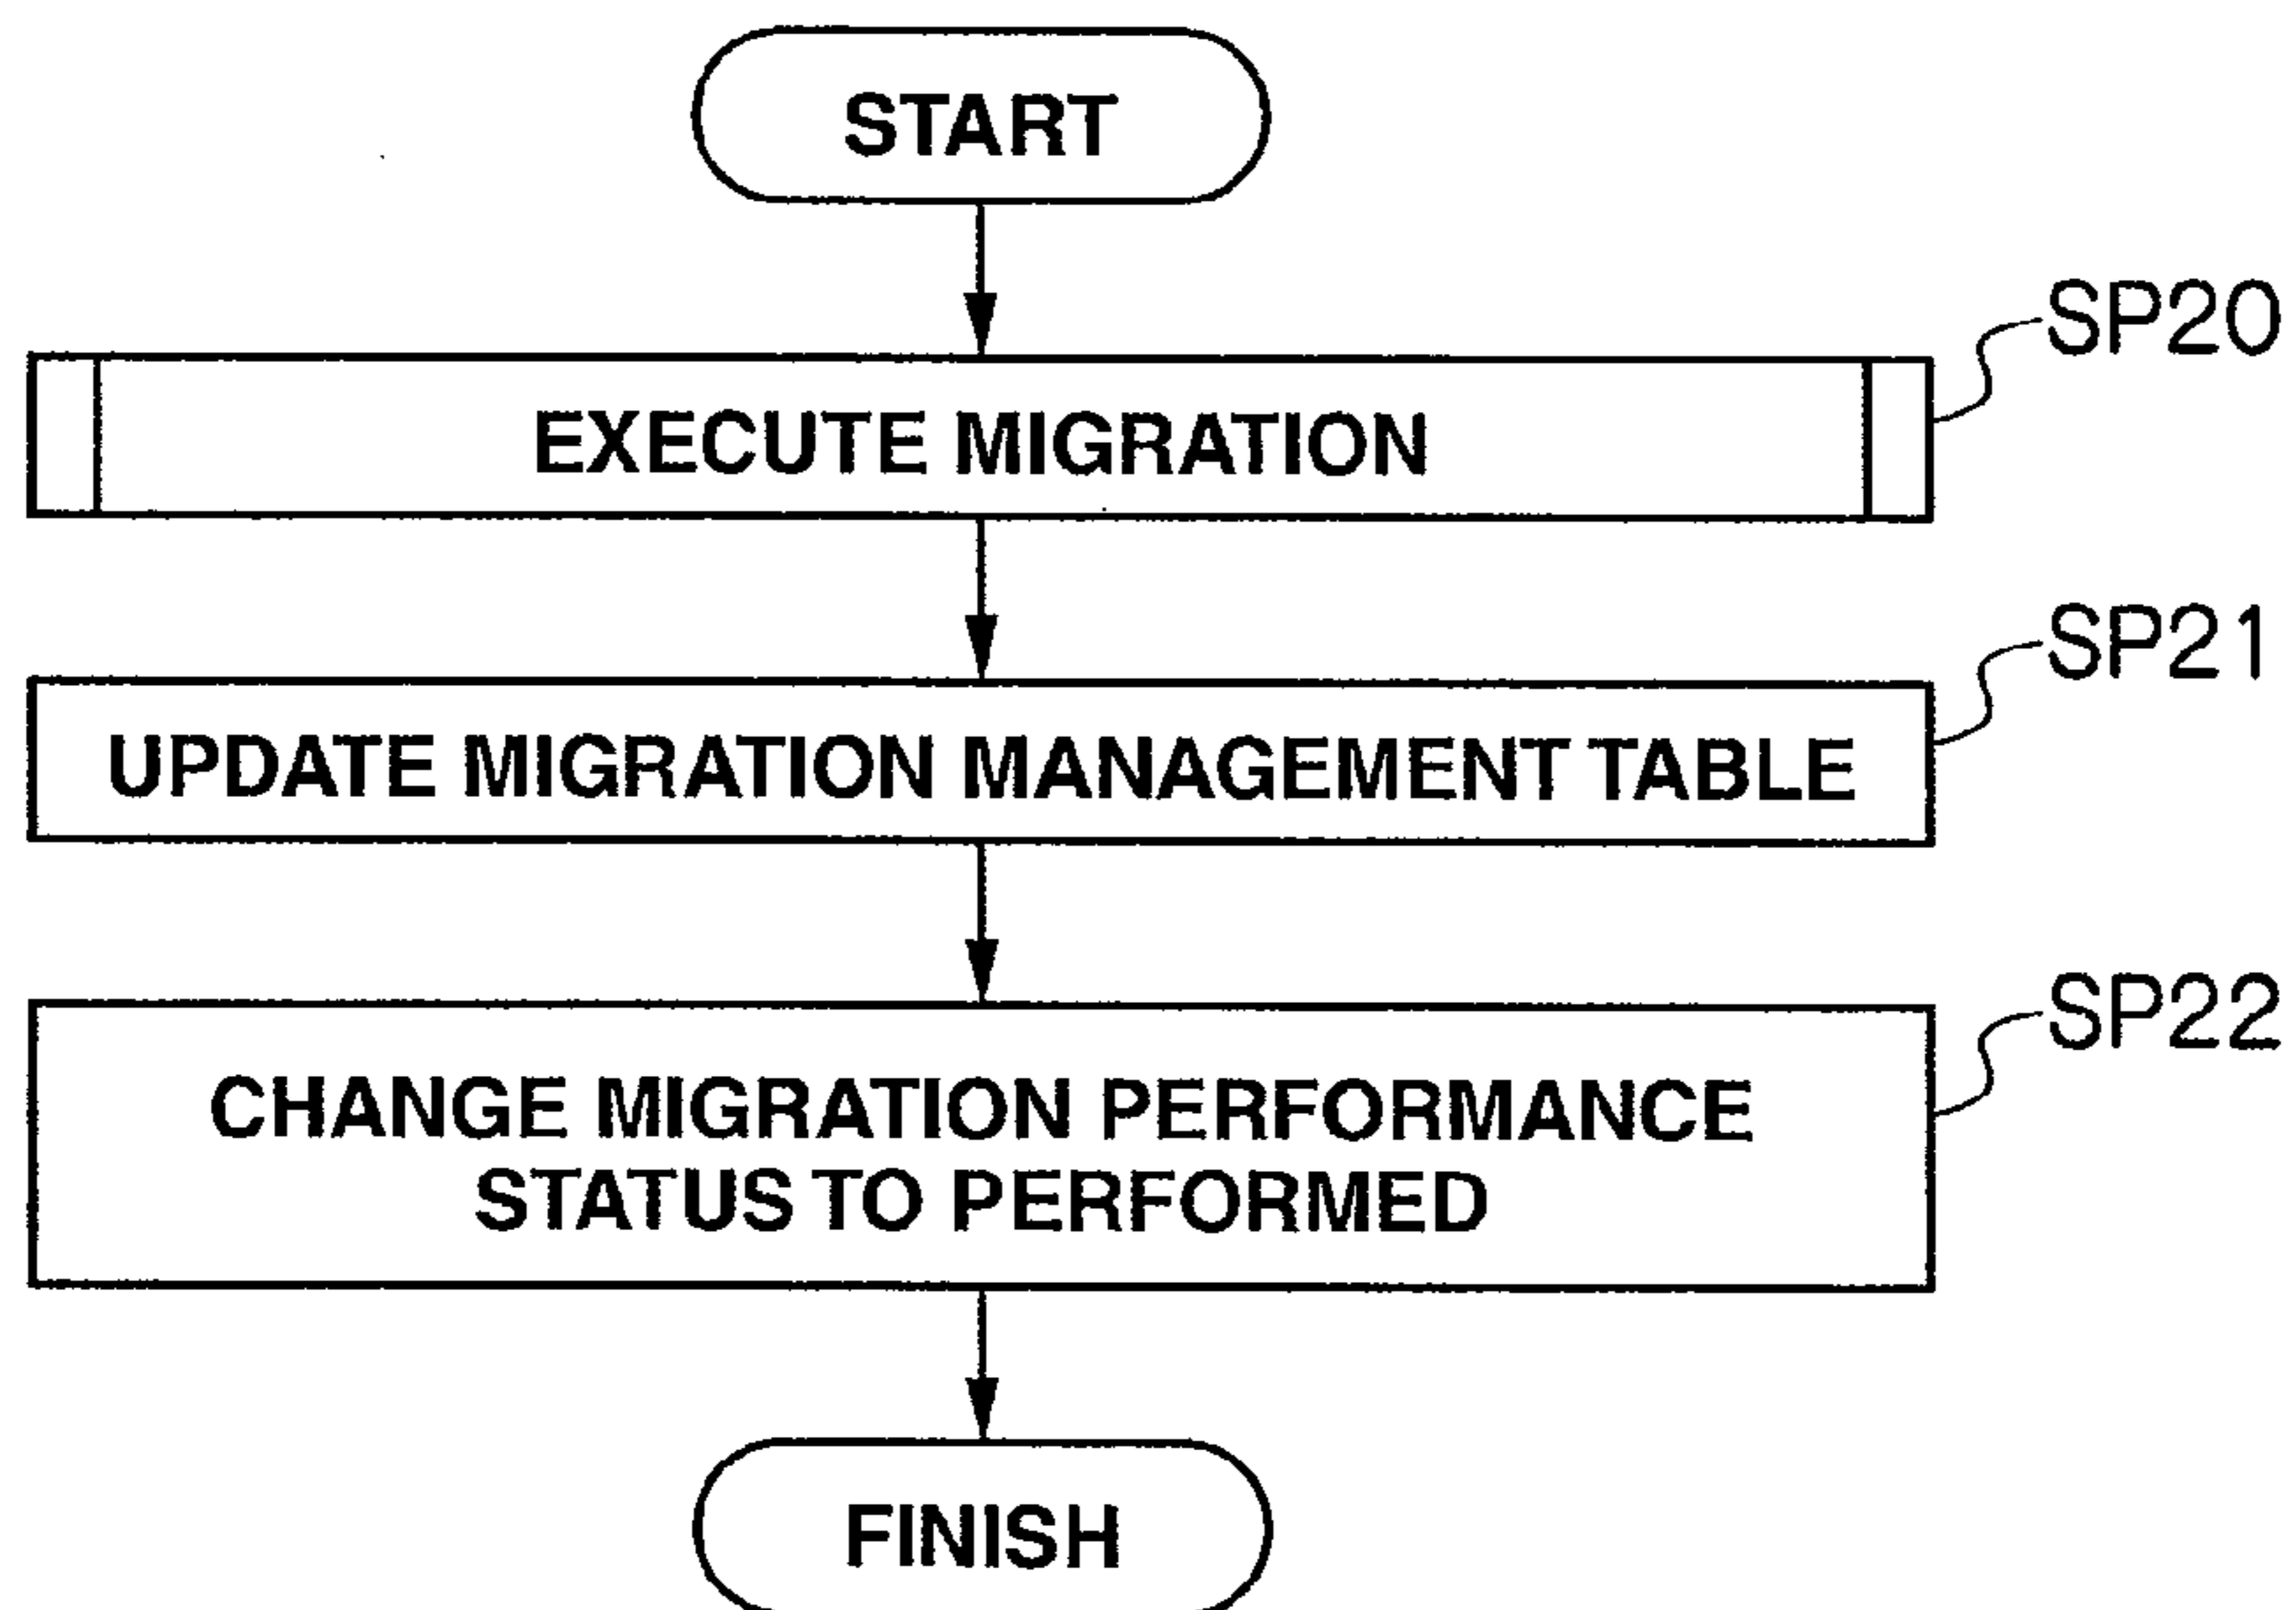 START
SP20
EXECUTE MIGRATION
SP21
UPDATE MIGRATION MANAGEMENT TABLE
SP22
CHANGE MIGRATION PERFORMANCE
STATUS TO PERFORMED
FINISH